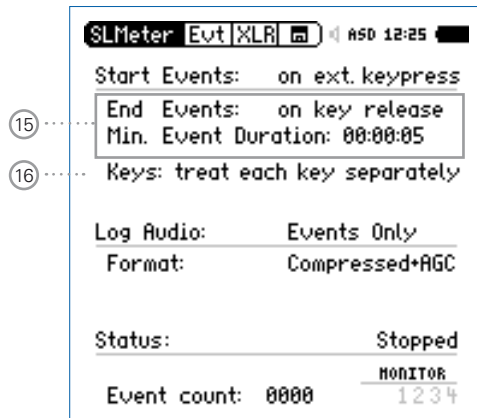 SLMeter Evt XLR ASD 12:25
Start Events: on ext. keypress
15 End Events: on key release
Min. Event Duration: 00:00:05
16 Keys: treat each key separately
Log Audio: Events Only
Format: Compressed+AGC
Status: Stopped
MONITOR
Event count: 0000 1234